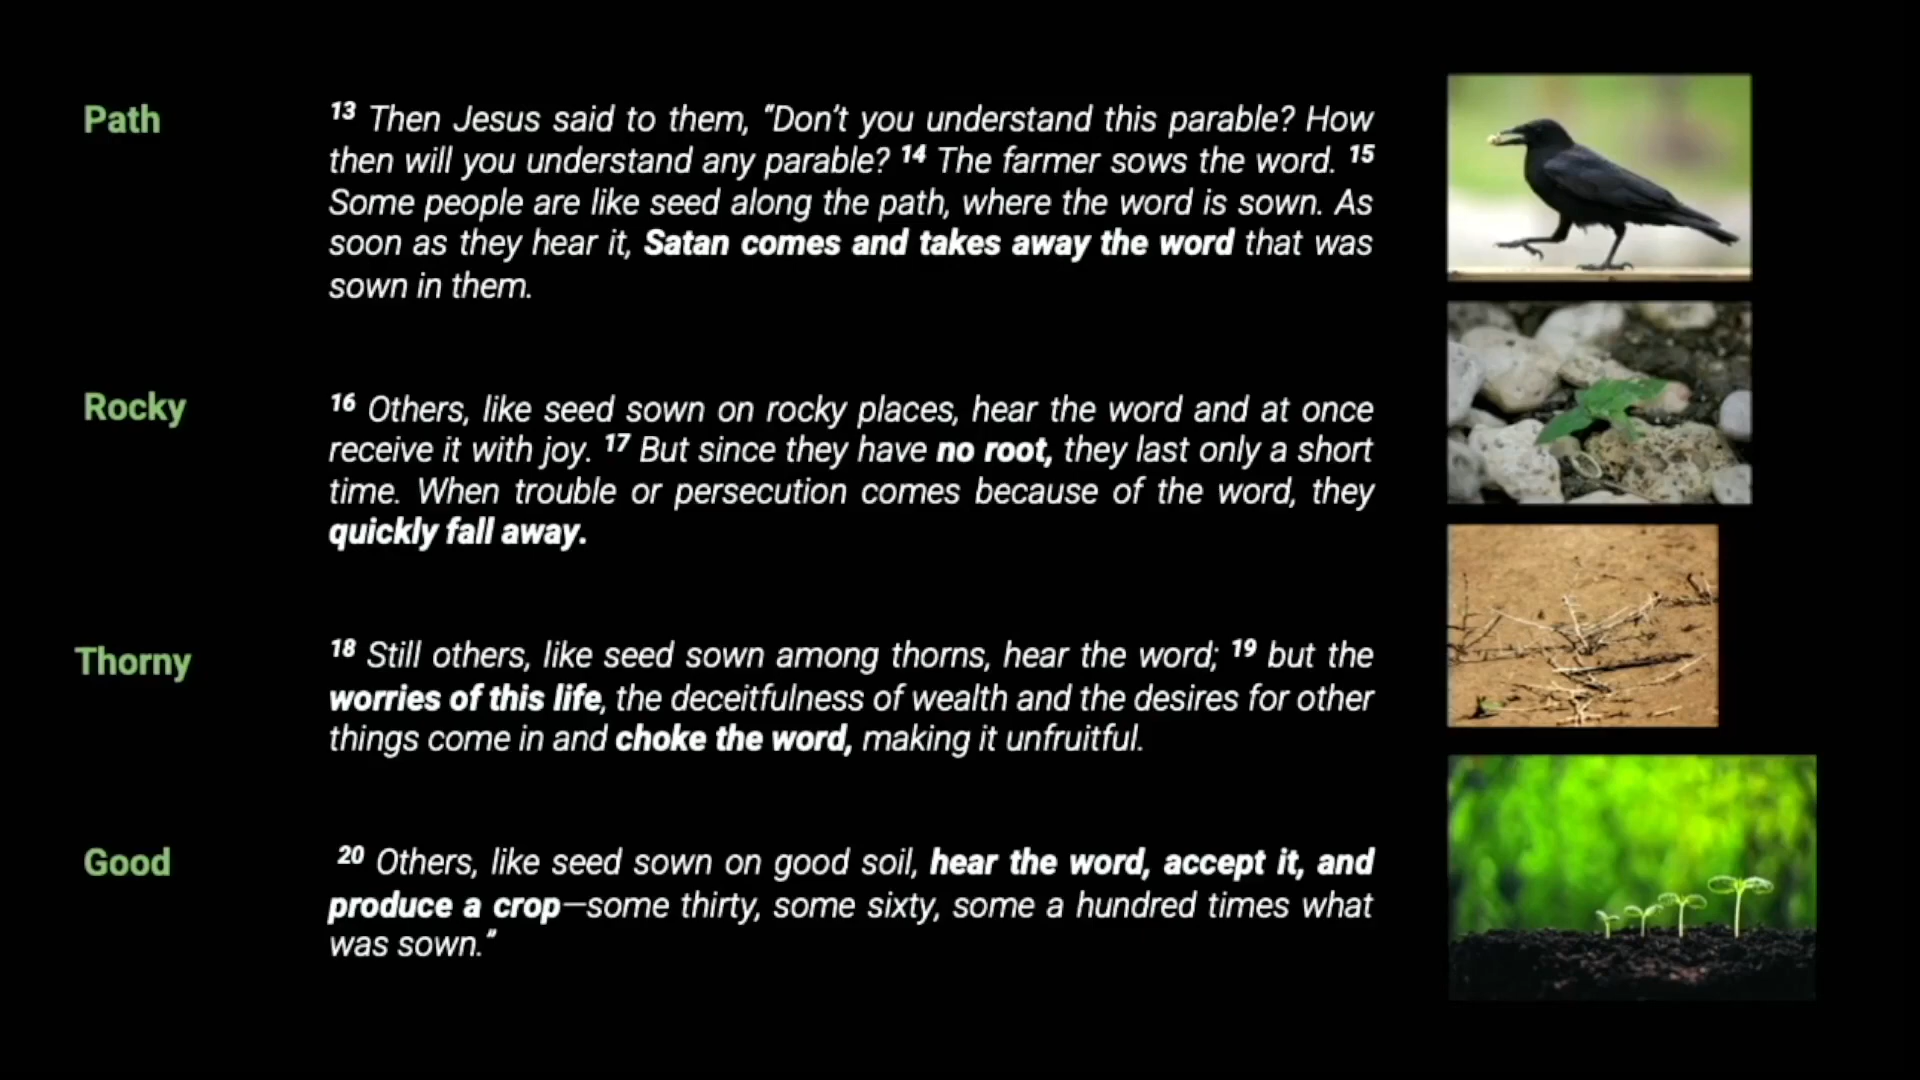 Path
13 Then Jesus said to them, “Don’t you understand this parable? How
then will you understand any parable? 14 The farmer sows the word. 15
Some people are like seed along the path, where the word is sown. As
soon as they hear it, Satan comes and takes away the word that was
sown in them.
Rocky
16 Others, like seed sown on rocky places, hear the word and at once
receive it with joy. 17 But since they have no root, they last only a short
time. When trouble or persecution comes because of the word, they
quickly fall away.
Thorny
18 Still others, like seed sown among thorns, hear the word; 19 but the
worries of this life, the deceitfulness of wealth and the desires for other
things come in and choke the word, making it unfruitful.
Good
20 Others, like seed sown on good soil, hear the word, accept it, and
produce a crop—some thirty, some sixty, some a hundred times what
was sown.”